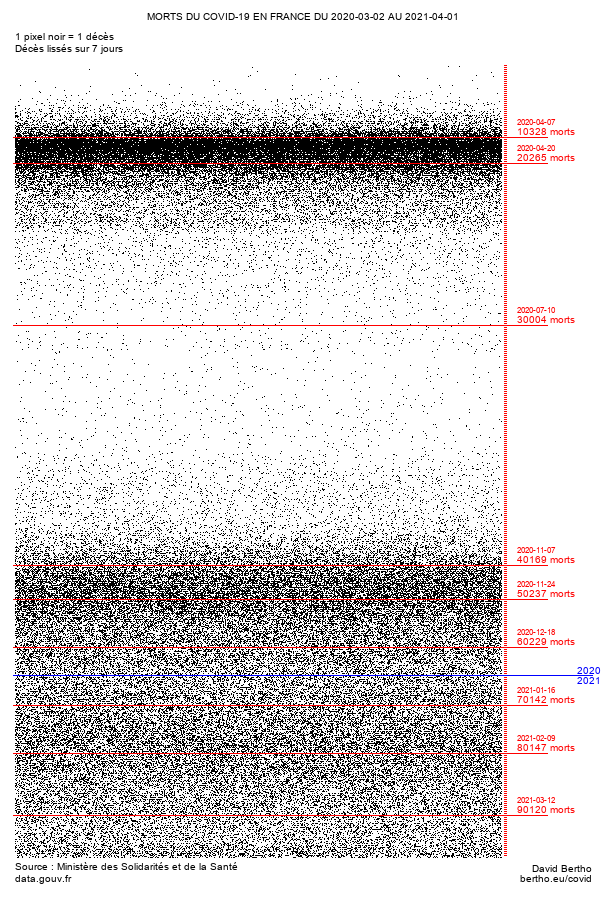 MORTS DU COVID-19 EN FRANCE DU 2020-03-02 AU 2021-04-01
1 pixel noir = 1 décès
Décès lissés sur 7 jours
2020-04-07
10328 morts
2020-04-20
20265 morts
2020-07-10
30004 morts
2020-11-07
40169 morts
2020-11-24
50237 morts
2020-12-18
60229 morts
2020
2021
2021-01-16
70142 morts
2021-02-09
80147 morts
2021-03-12
90120 morts
Source : Ministère des Solidarités et de la Santé
data.gouv.fr
David Bertho
bertho.eu/covid